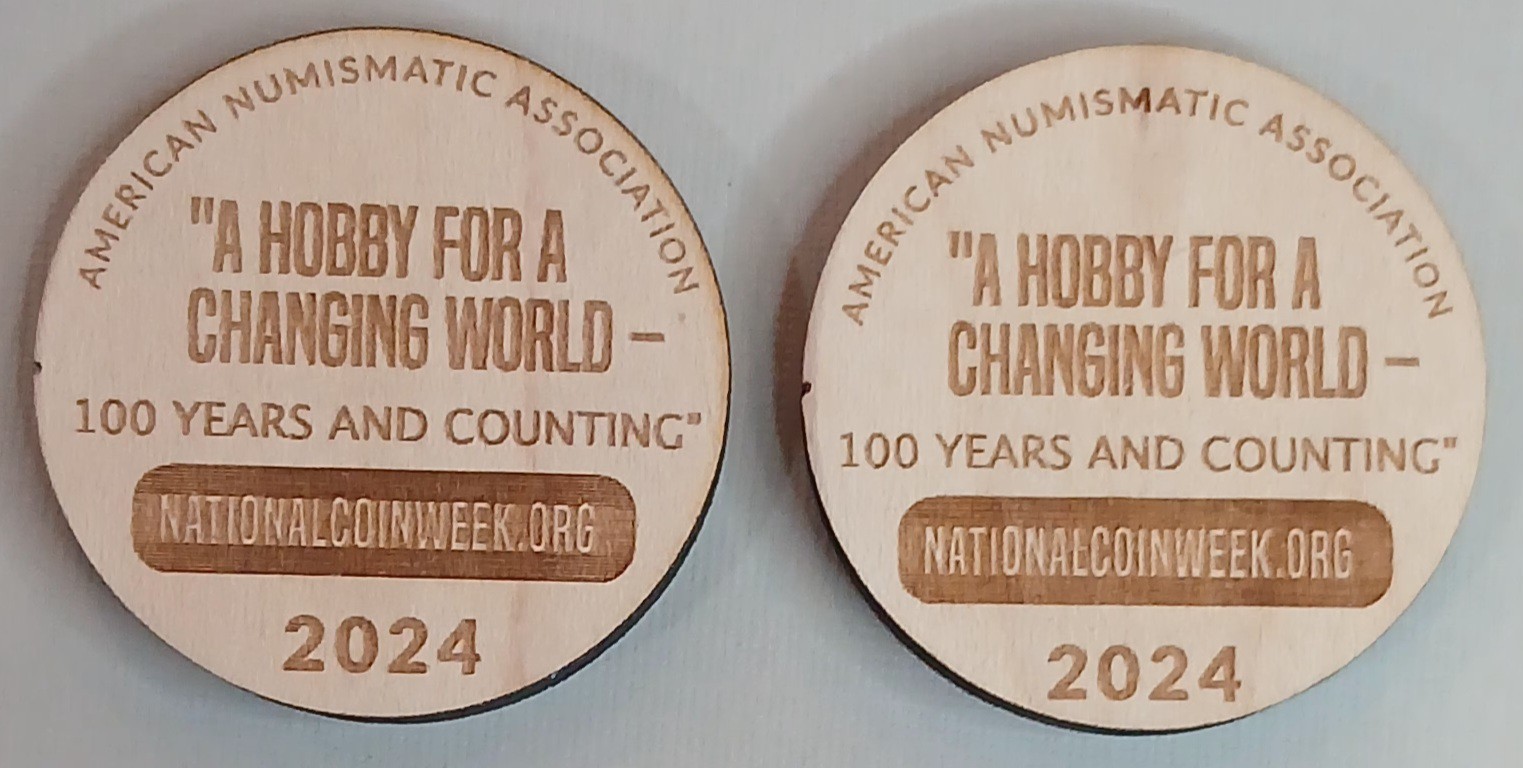 AMERICAN NUMISMATIC ASSOCIATION
"A HOBBY FOR A
CHANGING WORLD –
100 YEARS AND COUNTING"
NATIONALCOINWEEK.ORG
2024
AMERICAN NUMISMATIC ASSOCIATION
"A HOBBY FOR A
CHANGING WORLD –
100 YEARS AND COUNTING"
NATIONALCOINWEEK.ORG
2024